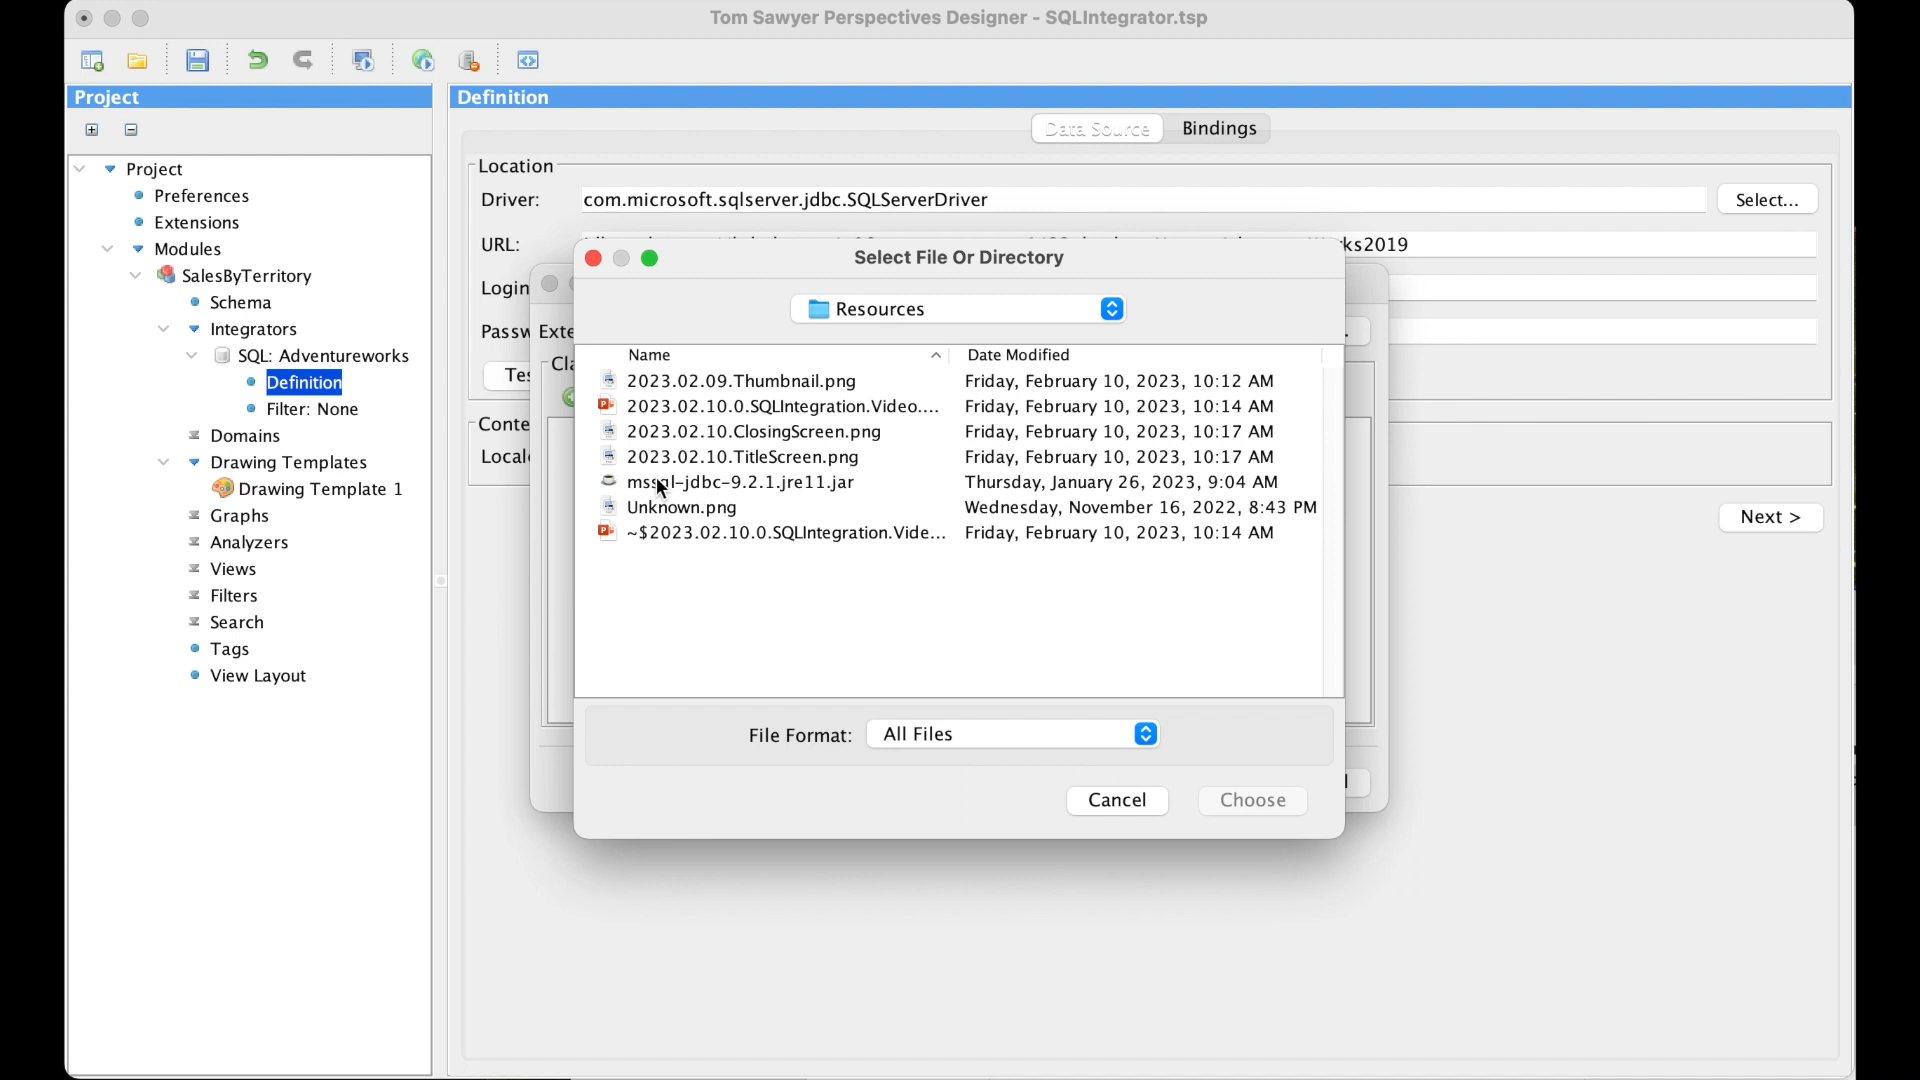 Tom Sawyer Perspectives Designer - SQLIntegrator.tsp
Project
Definition
Data Source
Bindings
Project
Preferences
Extensions
Modules
SalesByTerritory
Schema
Integrators
SQL: Adventureworks
Definition
Filter: None
Domains
Drawing Templates
Drawing Template 1
Graphs
Analyzers
Views
Filters
Search
Tags
View Layout
Location
Driver: com.microsoft.sqlserver.jdbc.SQLServerDriver Select...
URL: ks2019
Login
Passw Exte
Tes Cla
Conte
Local
Next >
Select File Or Directory
Resources
Name Date Modified
2023.02.09.Thumbnail.png Friday, February 10, 2023, 10:12 AM
2023.02.10.0.SQLIntegration.Video.... Friday, February 10, 2023, 10:14 AM
2023.02.10.ClosingScreen.png Friday, February 10, 2023, 10:17 AM
2023.02.10.TitleScreen.png Friday, February 10, 2023, 10:17 AM
mssql-jdbc-9.2.1.jre11.jar Thursday, January 26, 2023, 9:04 AM
Unknown.png Wednesday, November 16, 2022, 8:43 PM
~$2023.02.10.0.SQLIntegration.Vide... Friday, February 10, 2023, 10:14 AM
File Format: All Files
Cancel Choose